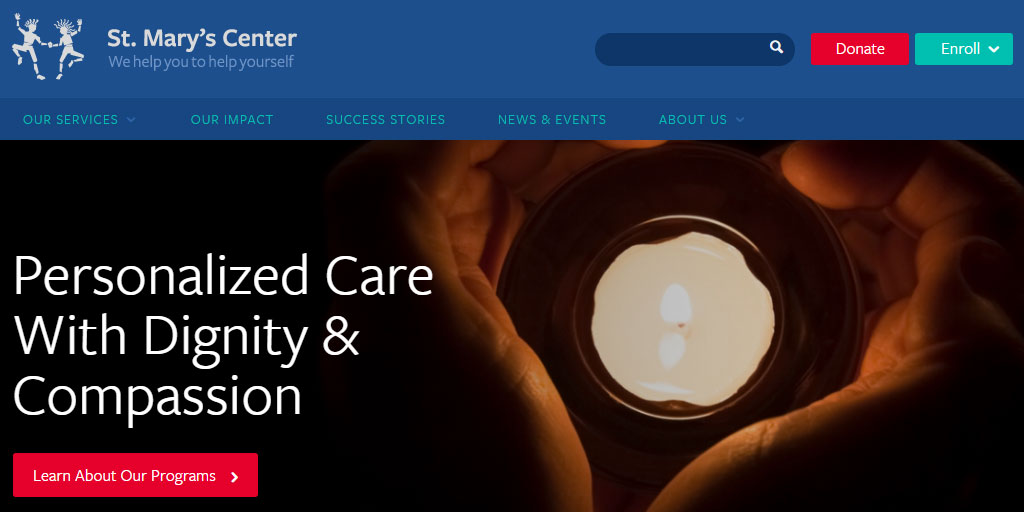 St. Mary's Center
We help you to help yourself
Donate
Enroll
OUR SERVICES
OUR IMPACT
SUCCESS STORIES
NEWS & EVENTS
ABOUT US
Personalized Care
With Dignity &
Compassion
Learn About Our Programs